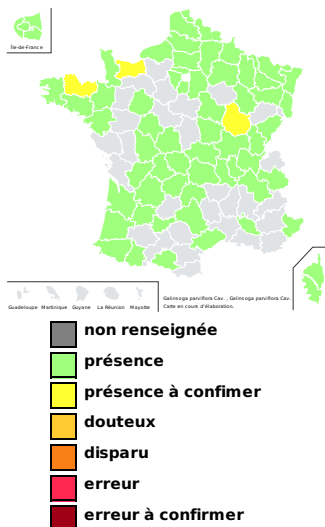 Île-de-France
Guadeloupe Martinique Guyane La Réunion Mayotte
Galinsoga parviflora Cav. , Galinsoga parviflora Cav.
Carte en cours d'élaboration.
non renseignée
présence
présence à confimer
douteux
disparu
erreur
erreur à confirmer